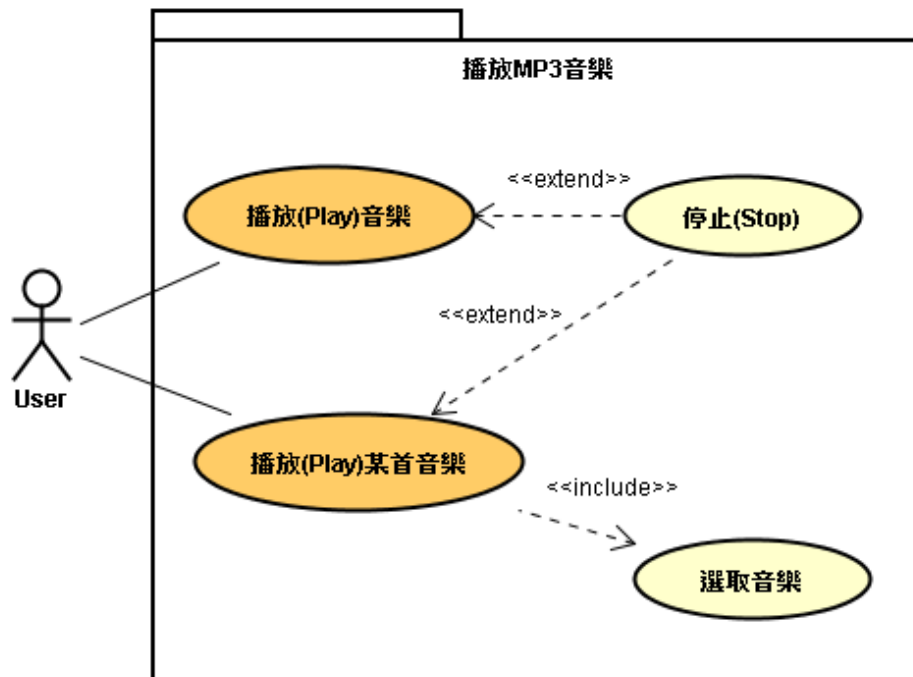 播放MP3音樂
<<extend>>
播放(Play)音樂
停止(Stop)
<<extend>>
User
播放(Play)某首音樂
<<include>>
選取音樂